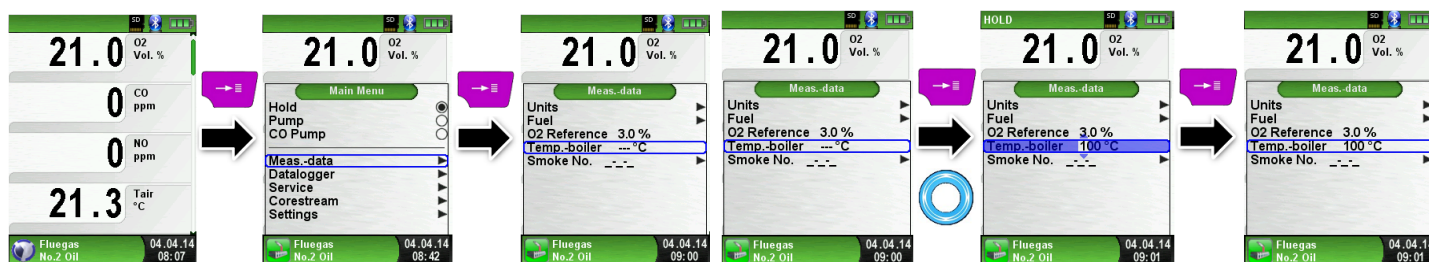 SD
21.0 O2 Vol. %
0 CO ppm
0 NO ppm
21.3 Tair °C
Fluegas 04.04.14
No.2 Oil 08:07
SD
21.0 O2 Vol. %
Main Menu
Hold
Pump
CO Pump
Meas.-data
Datalogger
Service
Corestream
Settings
Fluegas 04.04.14
No.2 Oil 08:42
SD
21.0 O2 Vol. %
Meas.-data
Units
Fuel
O2 Reference 3.0 %
Temp.-boiler --- °C
Smoke No. _-_-_
Fluegas 04.04.14
No.2 Oil 09:00
SD
21.0 O2 Vol. %
Meas.-data
Units
Fuel
O2 Reference 3.0 %
Temp.-boiler --- °C
Smoke No. _-_-_
Fluegas 04.04.14
No.2 Oil 09:00
HOLD SD
21.0 O2 Vol. %
Meas.-data
Units
Fuel
O2 Reference 3.0 %
Temp.-boiler 100 °C
Smoke No. _-_-_
Fluegas 04.04.14
No.2 Oil 09:01
SD
21.0 O2 Vol. %
Meas.-data
Units
Fuel
O2 Reference 3.0 %
Temp.-boiler 100 °C
Smoke No. _-_-_
Fluegas 04.04.14
No.2 Oil 09:01